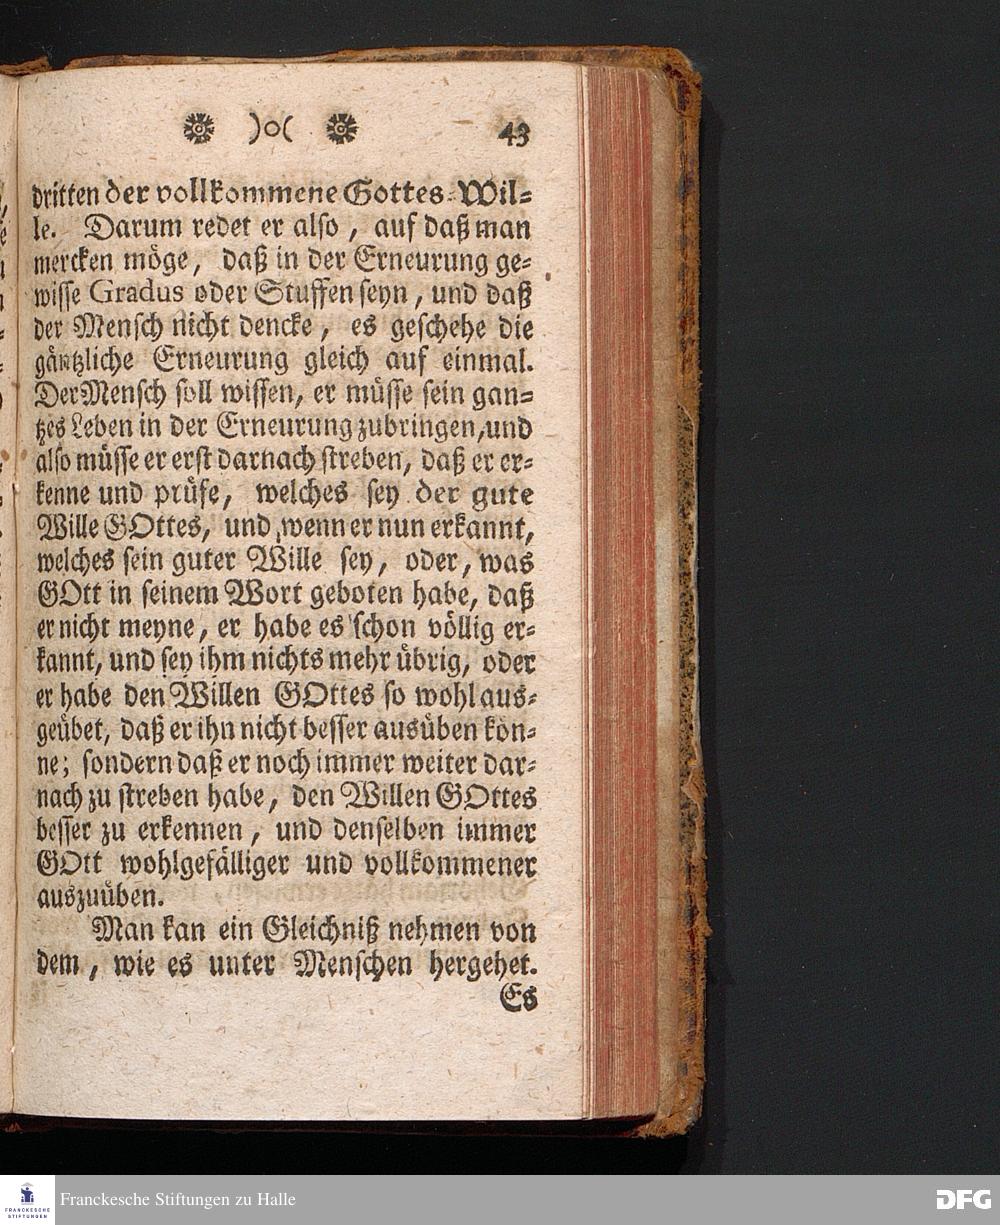 )o( 43
dritten der vollkommene Gottes-Wil-
le. Darum redet er also, auf daß man
mercken möge, daß in der Erneurung ge-
wisse Gradus oder Stuffen seyn, und daß
der Mensch nicht dencke, es geschehe die
gäntzliche Erneurung gleich auf einmal.
Der Mensch soll wissen, er müsse sein gan-
tzes Leben in der Erneurung zubringen, und
also müsse er erst darnach streben, daß er er-
kenne und prüfe, welches sey der gute
Wille GOttes, und wenn er nun erkannt,
welches sein guter Wille sey, oder, was
GOtt in seinem Wort geboten habe, daß
er nicht meyne, er habe es schon völlig er-
kannt, und sey ihm nichts mehr übrig, oder
er habe den Willen GOttes so wohl aus-
geübet, daß er ihn nicht besser ausüben kön-
ne; sondern daß er noch immer weiter dar-
nach zu streben habe, den Willen GOttes
besser zu erkennen, und denselben immer
GOtt wohlgefälliger und vollkommener
auszuüben.
Man kan ein Gleichniß nehmen von
dem, wie es unter Menschen hergehet.
Es
FRANCKESCHE
STIFTUNGEN
Franckesche Stiftungen zu Halle
DFG